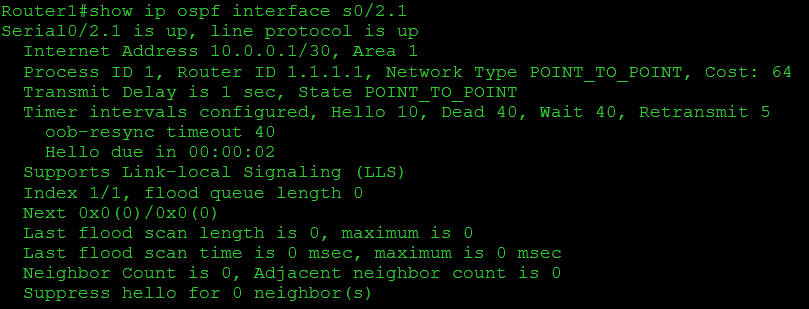 Router1#show ip ospf interface s0/2.1
Serial0/2.1 is up, line protocol is up
Internet Address 10.0.0.1/30, Area 1
Process ID 1, Router ID 1.1.1.1, Network Type POINT_TO_POINT, Cost: 64
Transmit Delay is 1 sec, State POINT_TO_POINT
Timer intervals configured, Hello 10, Dead 40, Wait 40, Retransmit 5
oob-resync timeout 40
Hello due in 00:00:02
Supports Link-local Signaling (LLS)
Index 1/1, flood queue length 0
Next 0x0(0)/0x0(0)
Last flood scan length is 0, maximum is 0
Last flood scan time is 0 msec, maximum is 0 msec
Neighbor Count is 0, Adjacent neighbor count is 0
Suppress hello for 0 neighbor(s)